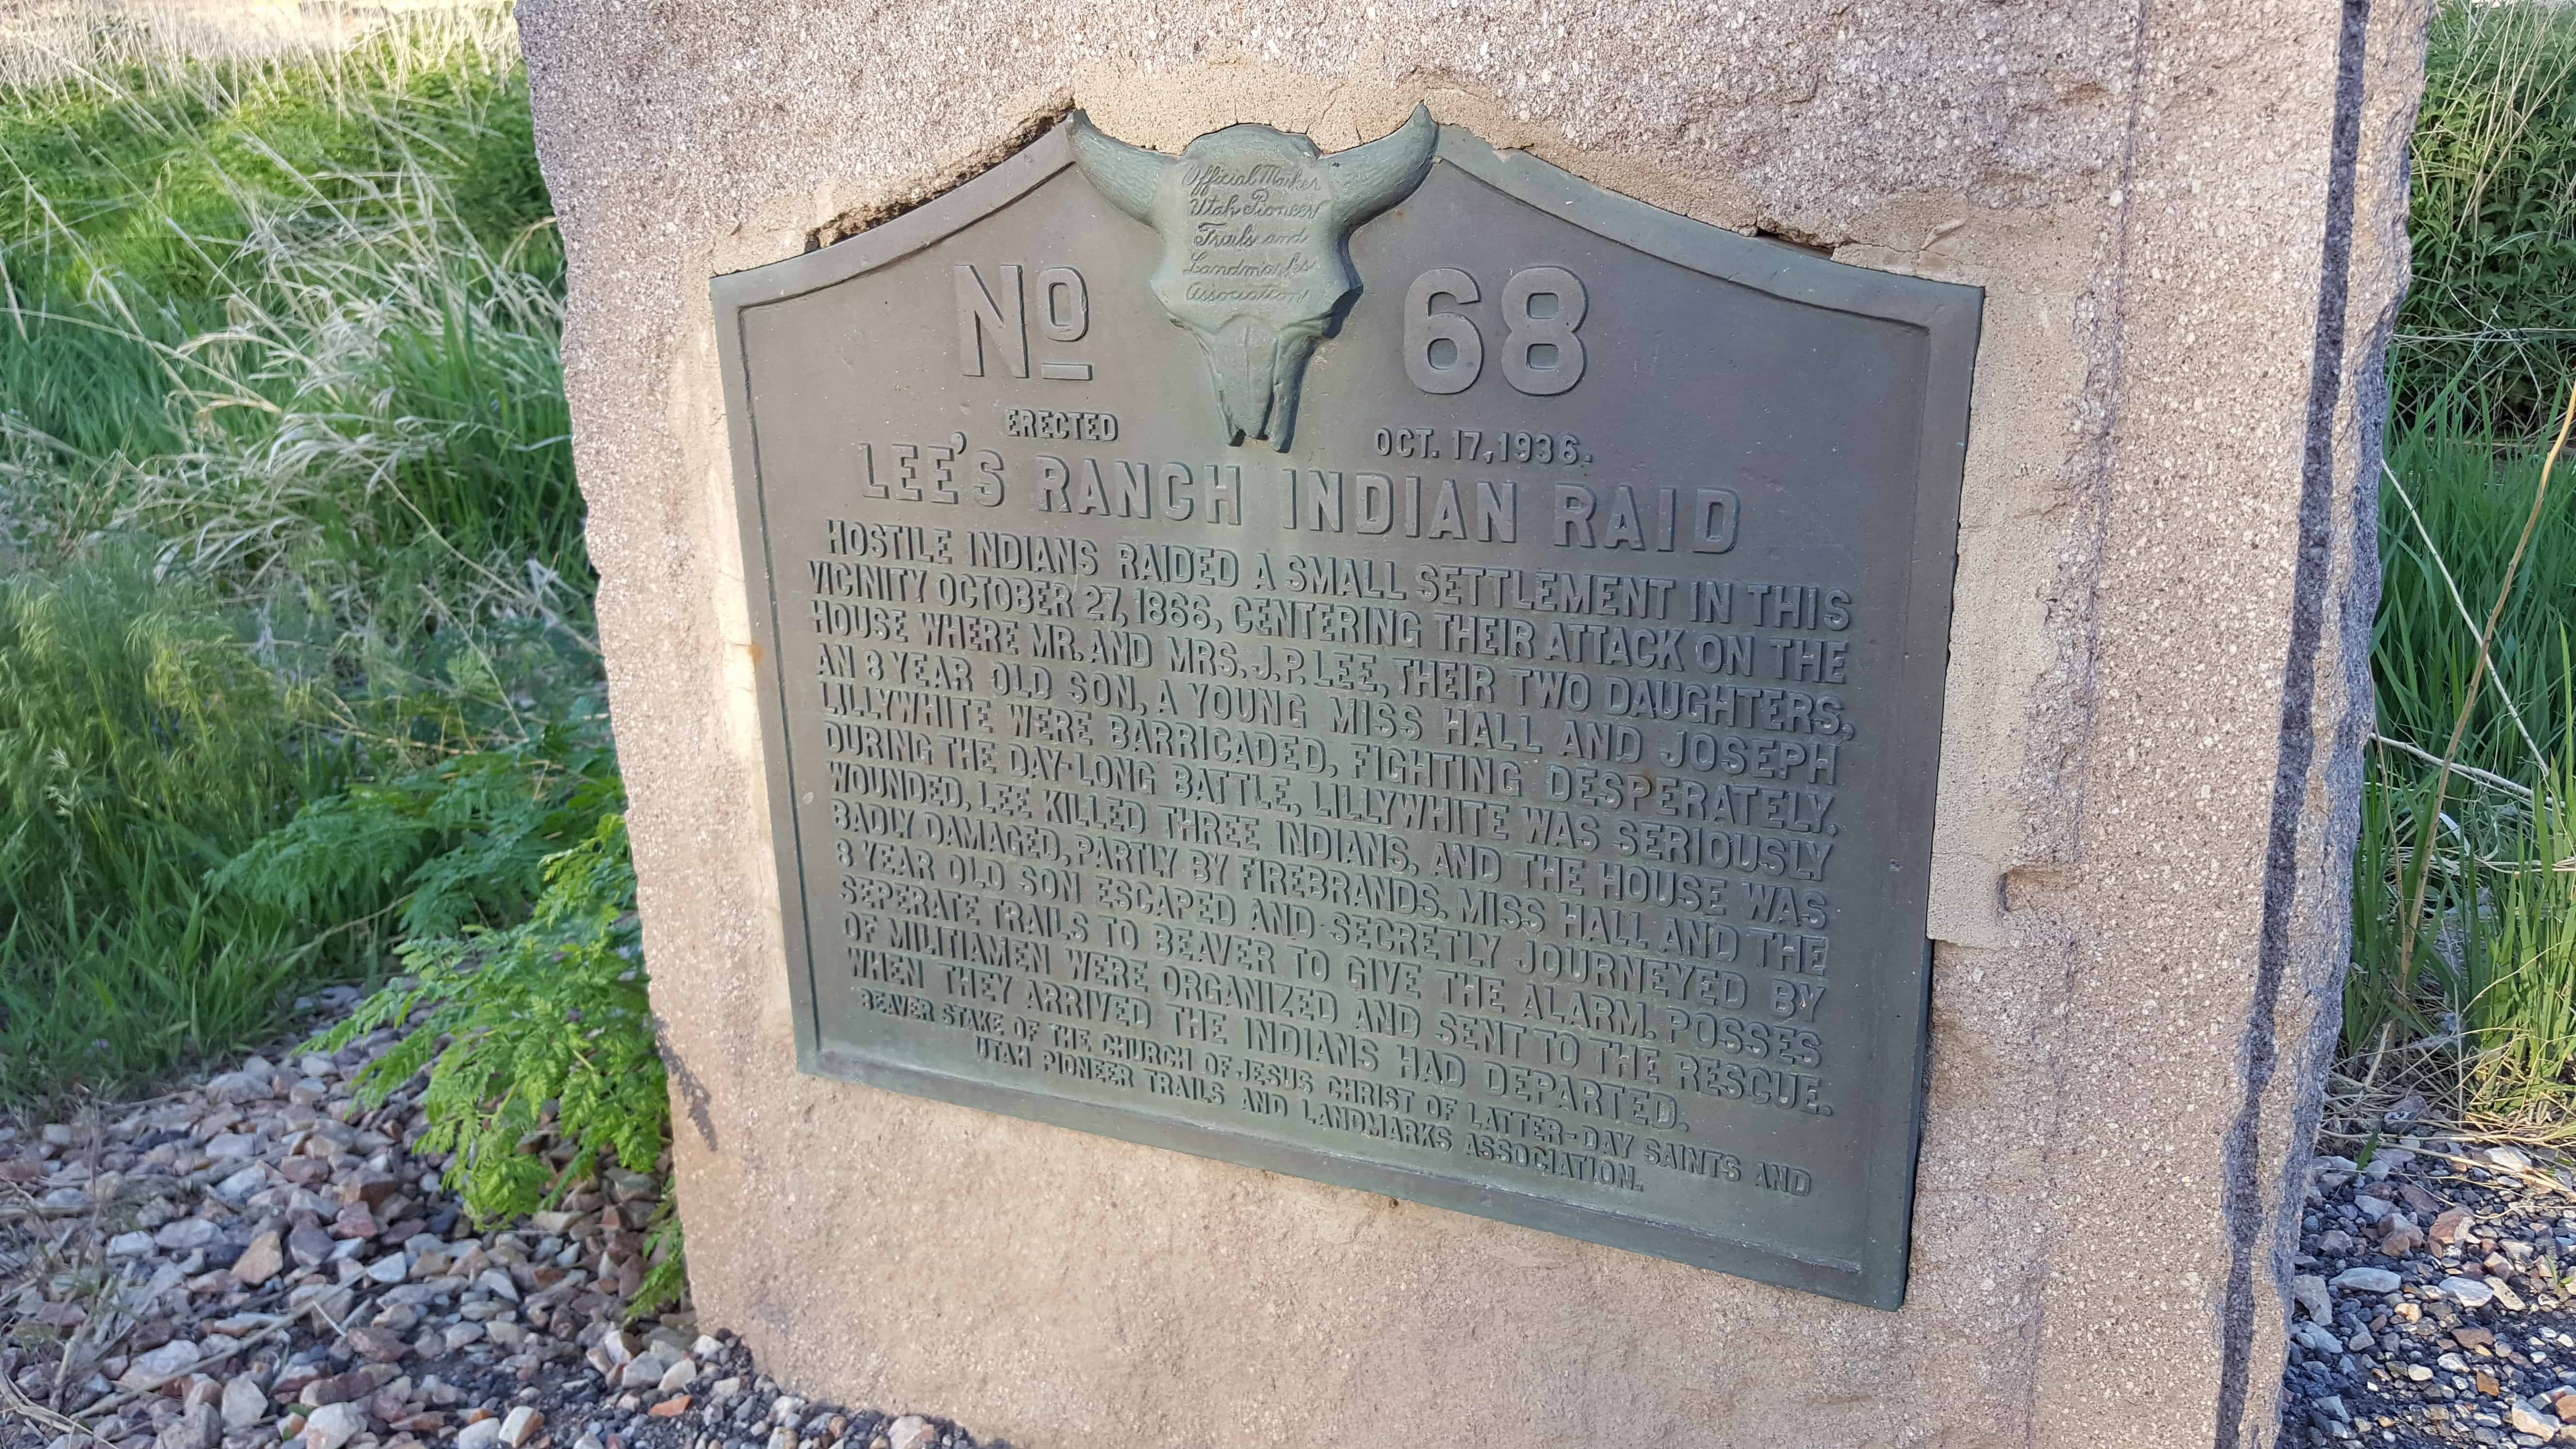 Official Marker
Utah Pioneer
Trails and
Landmarks
Association
No 68
ERECTED OCT. 17, 1936.
LEE'S RANCH INDIAN RAID
HOSTILE INDIANS RAIDED A SMALL SETTLEMENT IN THIS
VICINITY OCTOBER 27, 1866, CENTERING THEIR ATTACK ON THE
HOUSE WHERE MR. AND MRS. J.P. LEE, THEIR TWO DAUGHTERS,
AN 8 YEAR OLD SON, A YOUNG MISS HALL AND JOSEPH
LILLYWHITE WERE BARRICADED, FIGHTING DESPERATELY.
DURING THE DAY-LONG BATTLE, LILLYWHITE WAS SERIOUSLY
WOUNDED, LEE KILLED THREE INDIANS, AND THE HOUSE WAS
BADLY DAMAGED, PARTLY BY FIREBRANDS. MISS HALL AND THE
8 YEAR OLD SON ESCAPED AND SECRETLY JOURNEYED BY
SEPERATE TRAILS TO BEAVER TO GIVE THE ALARM. POSSES
OF MILITIAMEN WERE ORGANIZED AND SENT TO THE RESCUE.
WHEN THEY ARRIVED THE INDIANS HAD DEPARTED.
BEAVER STAKE OF THE CHURCH OF JESUS CHRIST OF LATTER-DAY SAINTS AND
UTAH PIONEER TRAILS AND LANDMARKS ASSOCIATION.